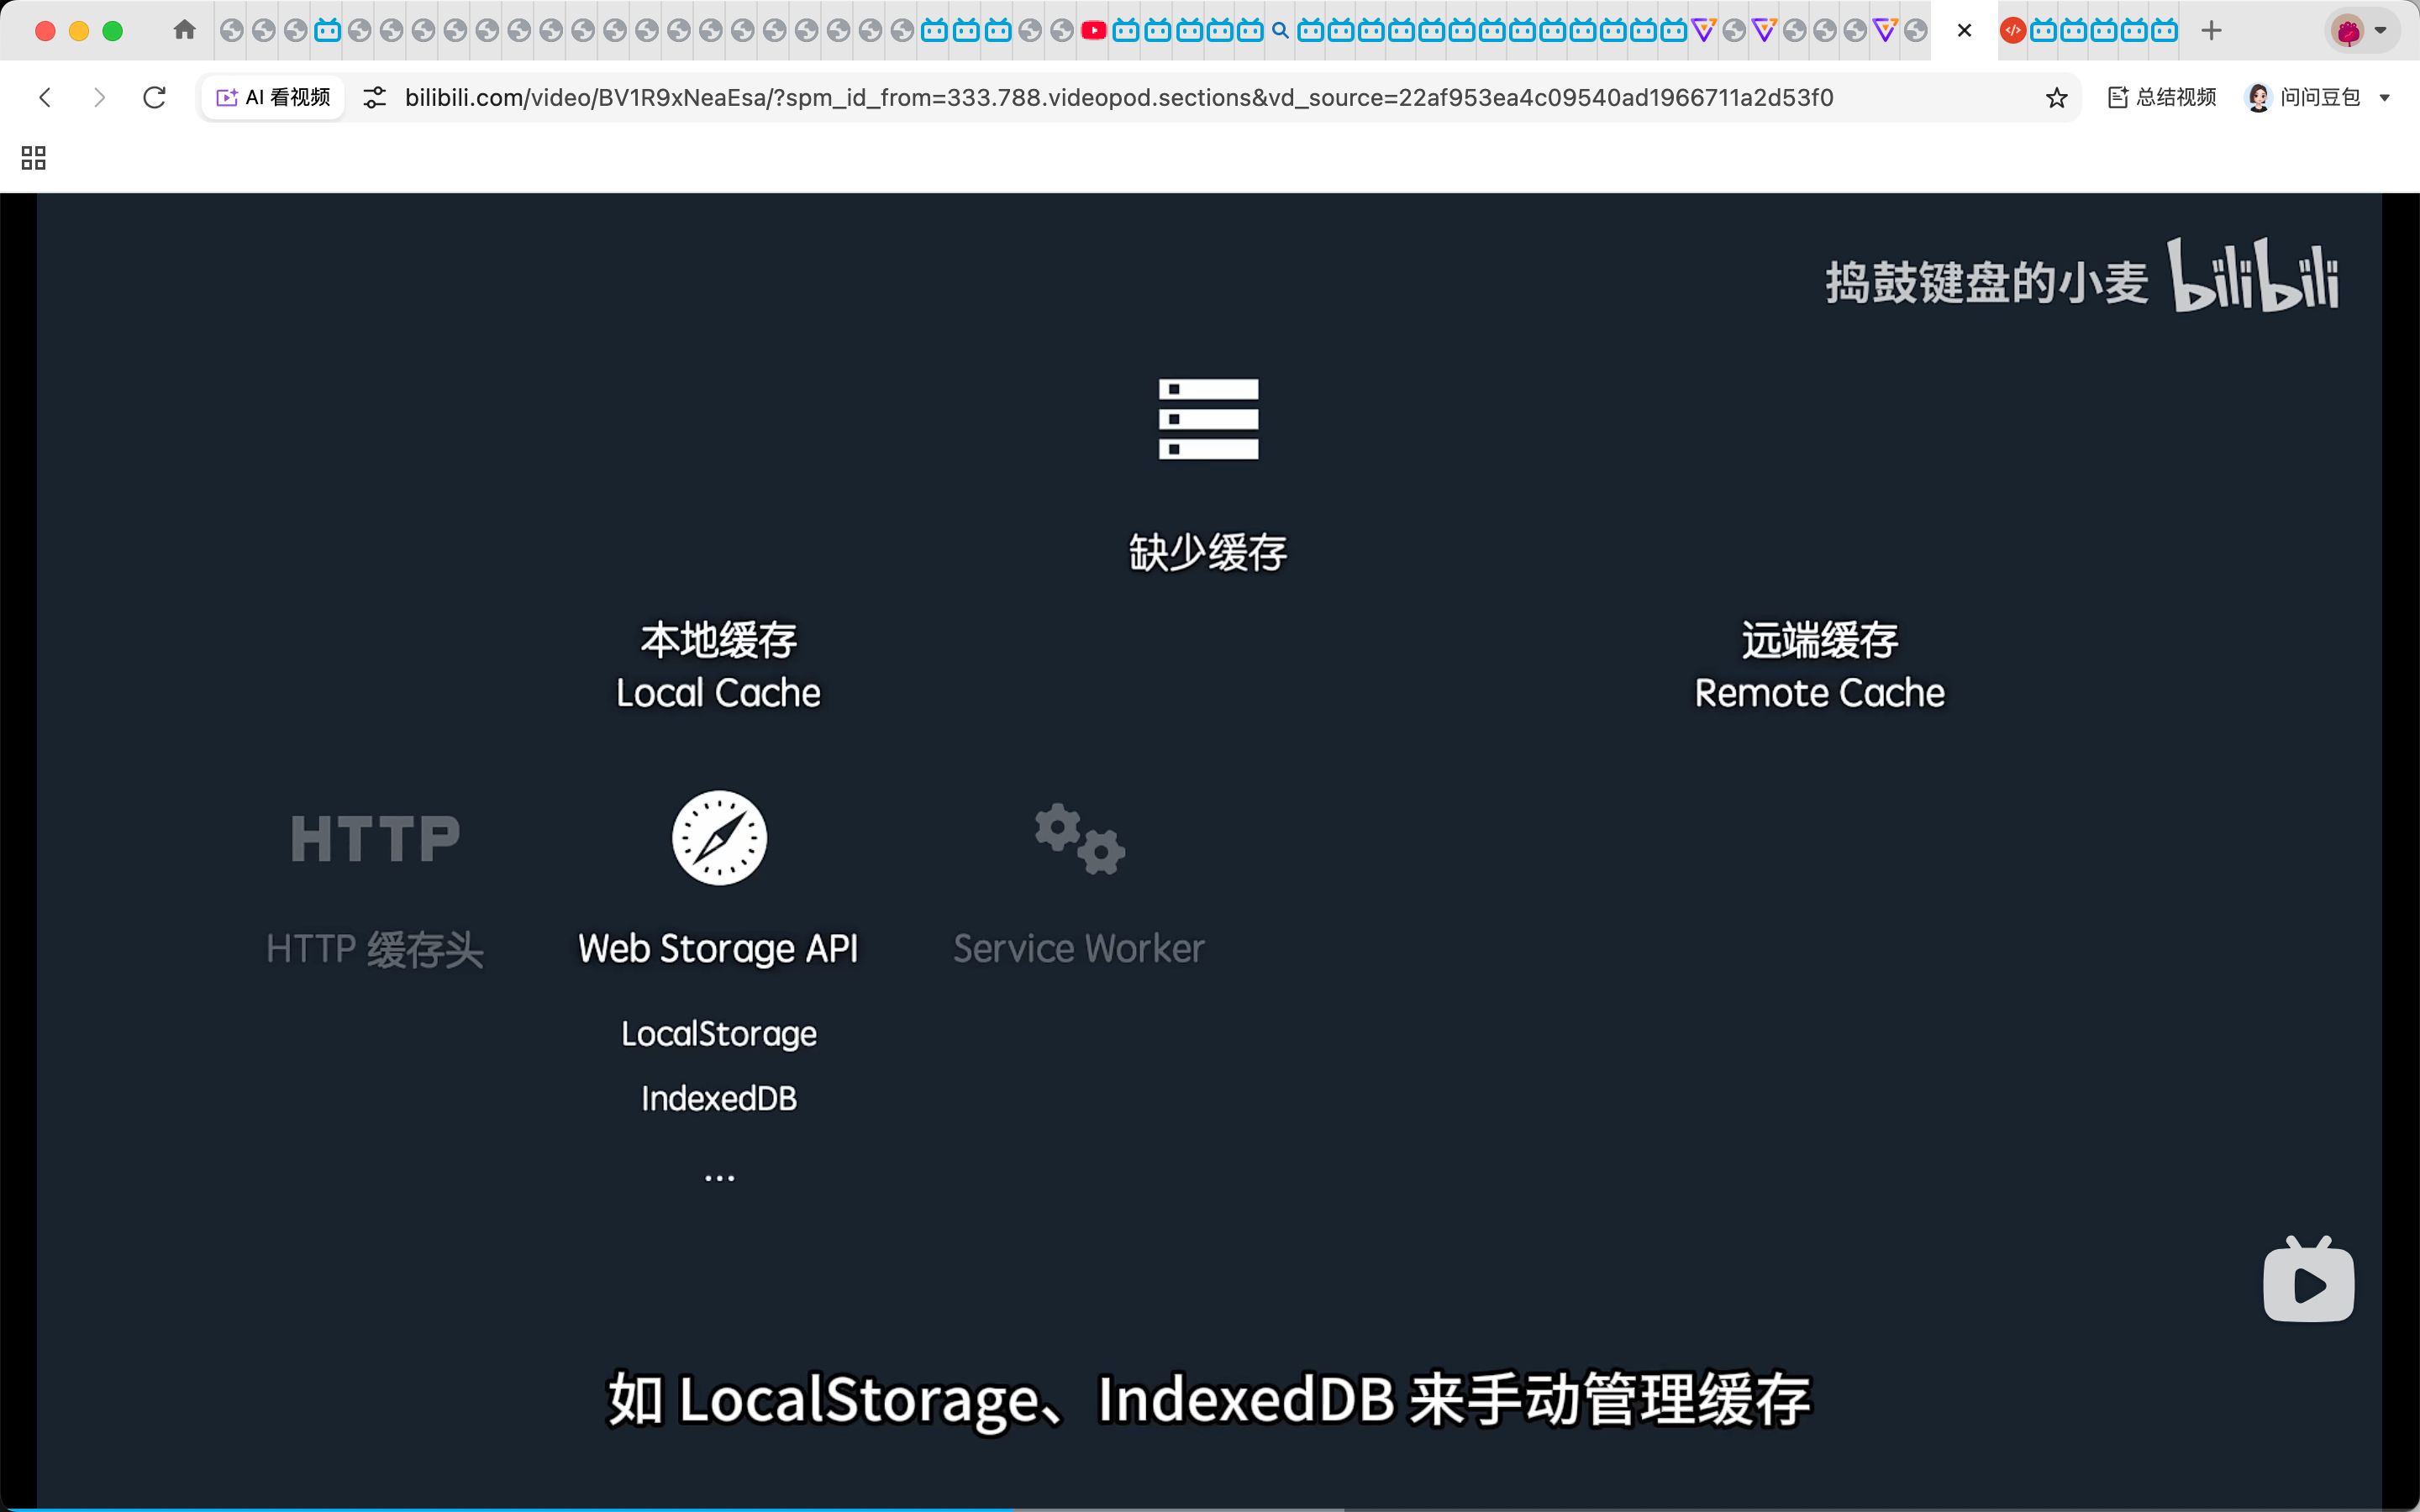 AI 看视频
bilibili.com/video/BV1R9xNeaEsa/?spm_id_from=333.788.videopod.sections&vd_source=22af953ea4c09540ad1966711a2d53f0
总结视频
问问豆包
捣鼓键盘的小麦 bilibili
缺少缓存
本地缓存
Local Cache
远端缓存
Remote Cache
HTTP
HTTP 缓存头
Web Storage API
Service Worker
LocalStorage
IndexedDB
...
如 LocalStorage、IndexedDB 来手动管理缓存